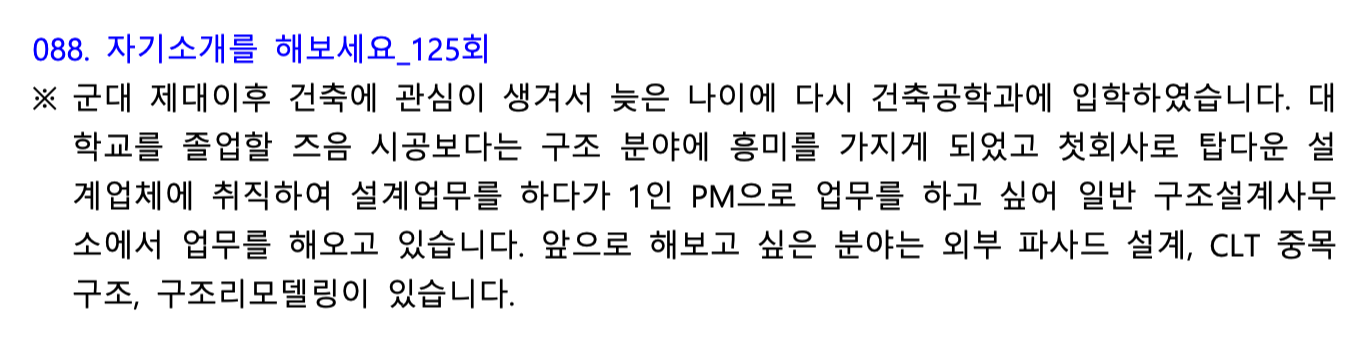 088. 자기소개를 해보세요_125회
※ 군대 제대이후 건축에 관심이 생겨서 늦은 나이에 다시 건축공학과에 입학하였습니다. 대
학교를 졸업할 즈음 시공보다는 구조 분야에 흥미를 가지게 되었고 첫회사로 탑다운 설
계업체에 취직하여 설계업무를 하다가 1인 PM으로 업무를 하고 싶어 일반 구조설계사무
소에서 업무를 해오고 있습니다. 앞으로 해보고 싶은 분야는 외부 파사드 설계, CLT 중목
구조, 구조리모델링이 있습니다.